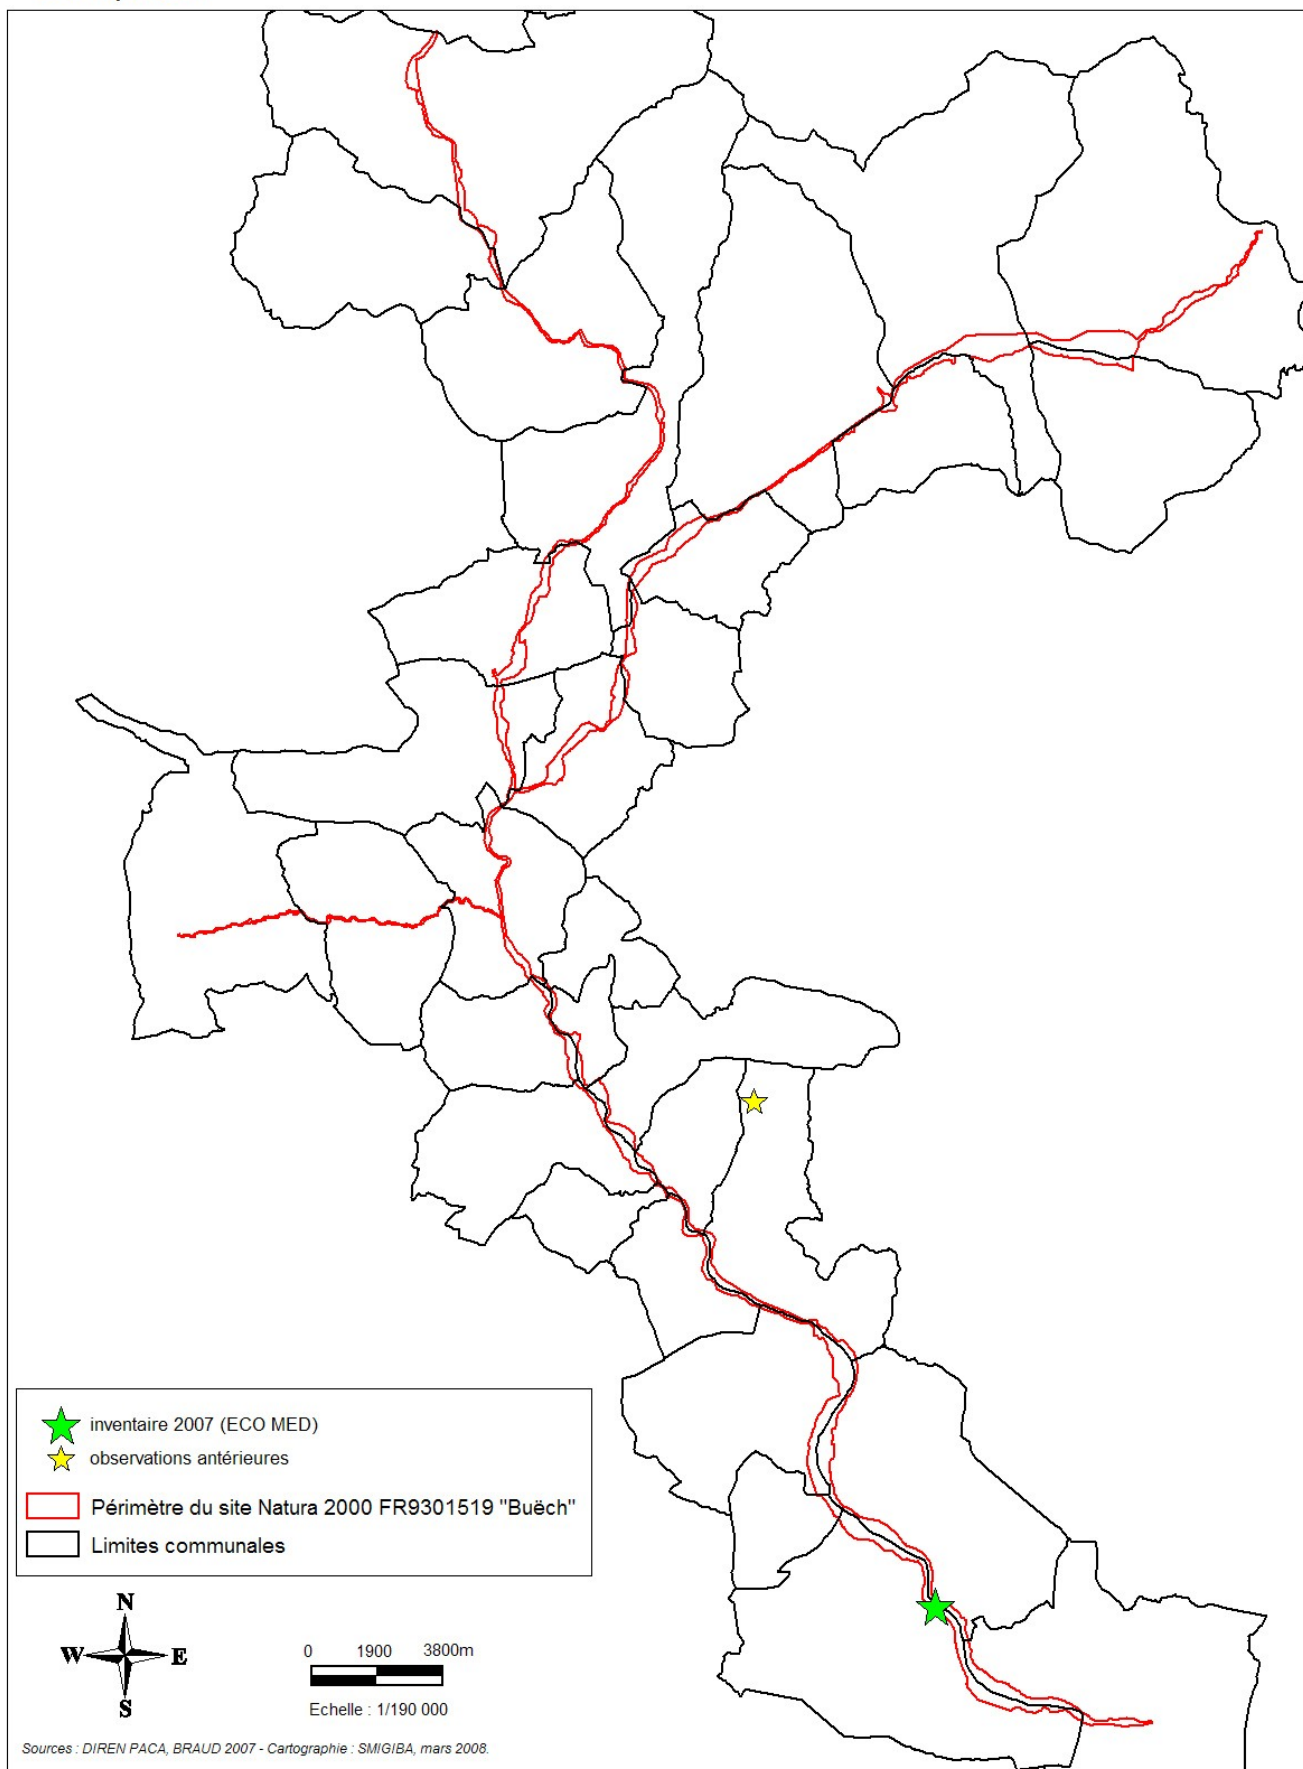 inventaire 2007 (ECO MED)
observations antérieures
Périmètre du site Natura 2000 FR9301519 "Buëch"
Limites communales
N
W E
S
0 1900 3800m
Echelle : 1/190 000
Sources : DIREN PACA, BRAUD 2007 - Cartographie : SMIGIBA, mars 2008.